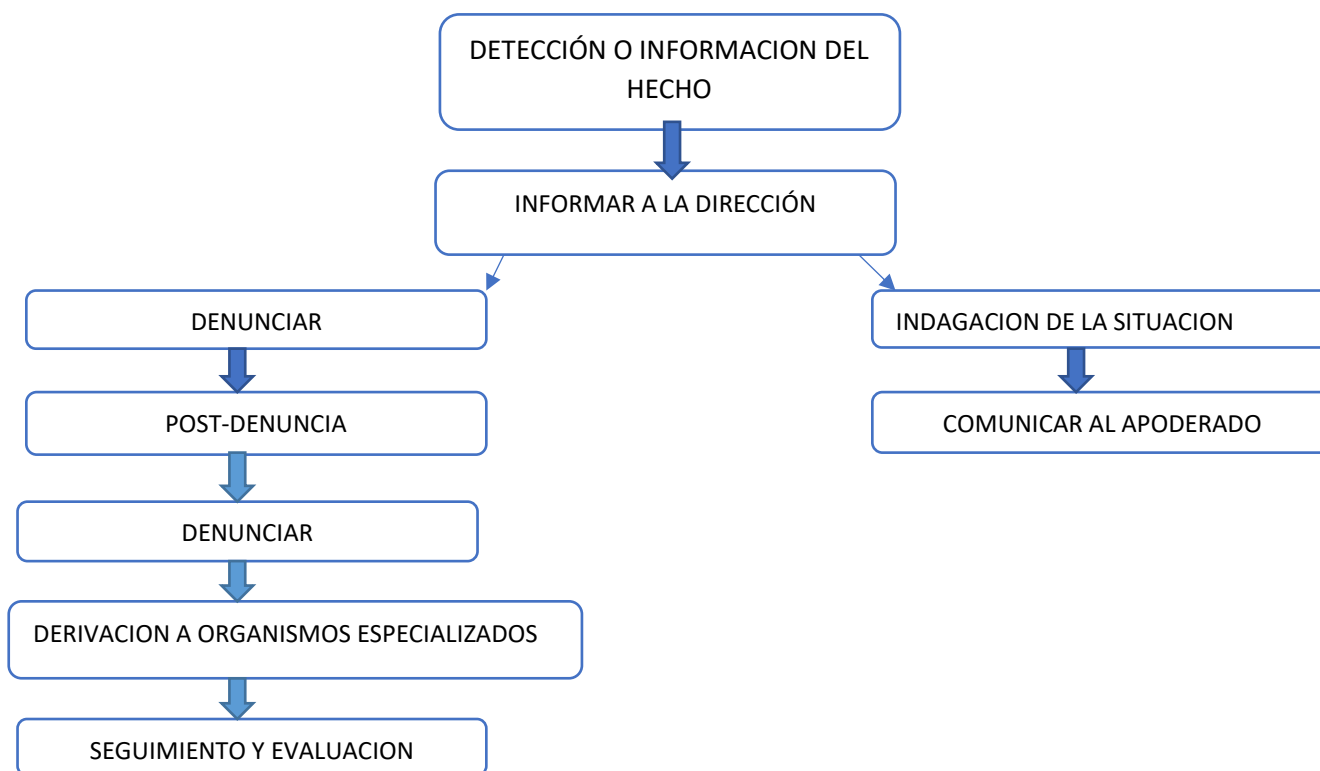 DETECCIÓN O INFORMACION DEL
HECHO
INFORMAR A LA DIRECCIÓN
DENUNCIAR
INDAGACION DE LA SITUACION
POST-DENUNCIA
COMUNICAR AL APODERADO
DENUNCIAR
DERIVACION A ORGANISMOS ESPECIALIZADOS
SEGUIMIENTO Y EVALUACION